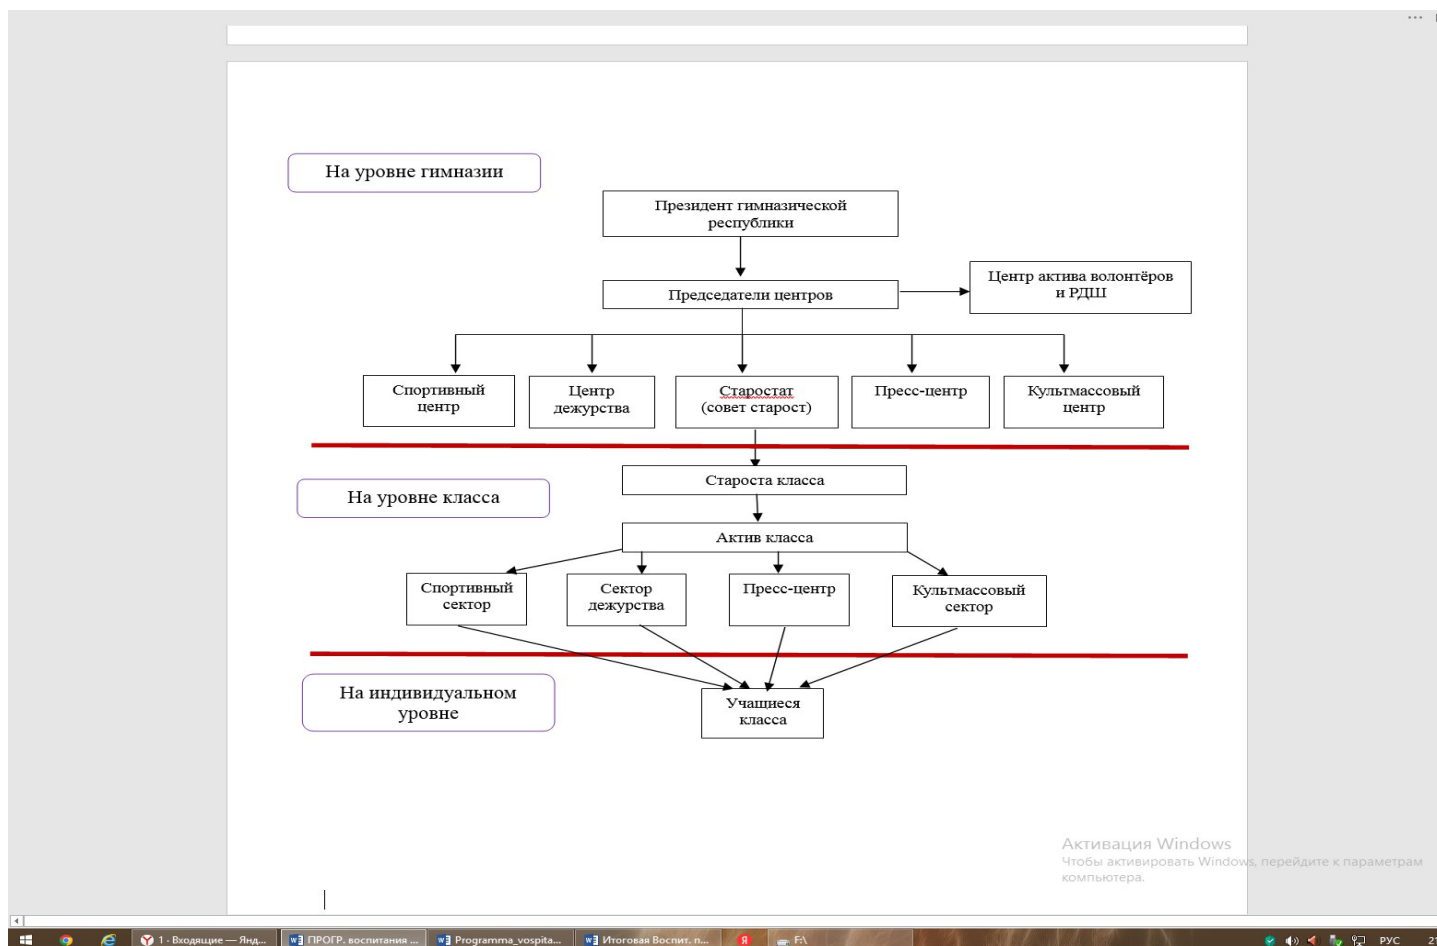 На уровне гимназии
Президент гимназической
республики
Центр актива волонтёров
и РДШ
Председатели центров
Спортивный
центр
Центр
дежурства
Старостат
(совет старост)
Пресс-центр
Культмассовый
центр
Староста класса
На уровне класса
Актив класса
Спортивный
сектор
Сектор
дежурства
Пресс-центр
Культмассовый
сектор
На индивидуальном
уровне
Учащиеся
класса
Активация Windows
Чтобы активировать Windows, перейдите к параметрам
компьютера.
1 - Входящие — Янд...
ПРОГР. воспитания ...
Programma_vospita...
Итоговая Воспит. п...
F:\
РУС